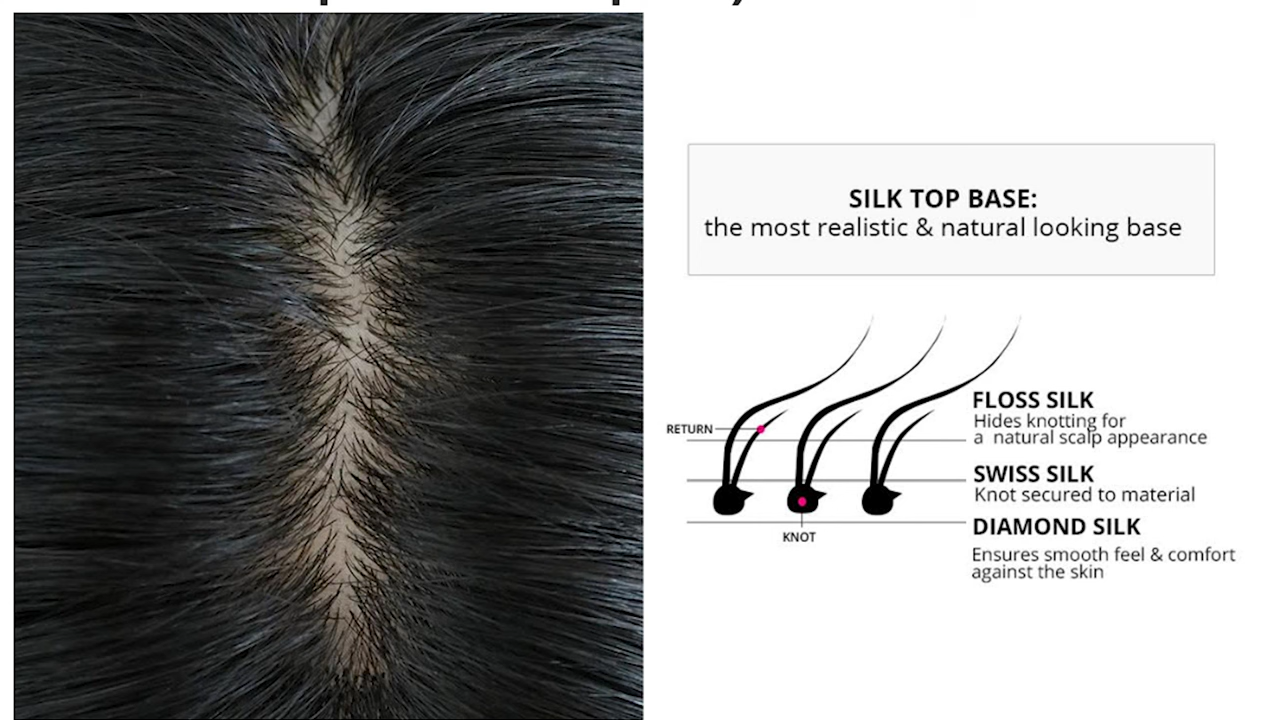 SILK TOP BASE:
the most realistic & natural looking base
RETURN
FLOSS SILK
Hides knotting for
a natural scalp appearance
SWISS SILK
Knot secured to material
DIAMOND SILK
KNOT
Ensures smooth feel & comfort
against the skin